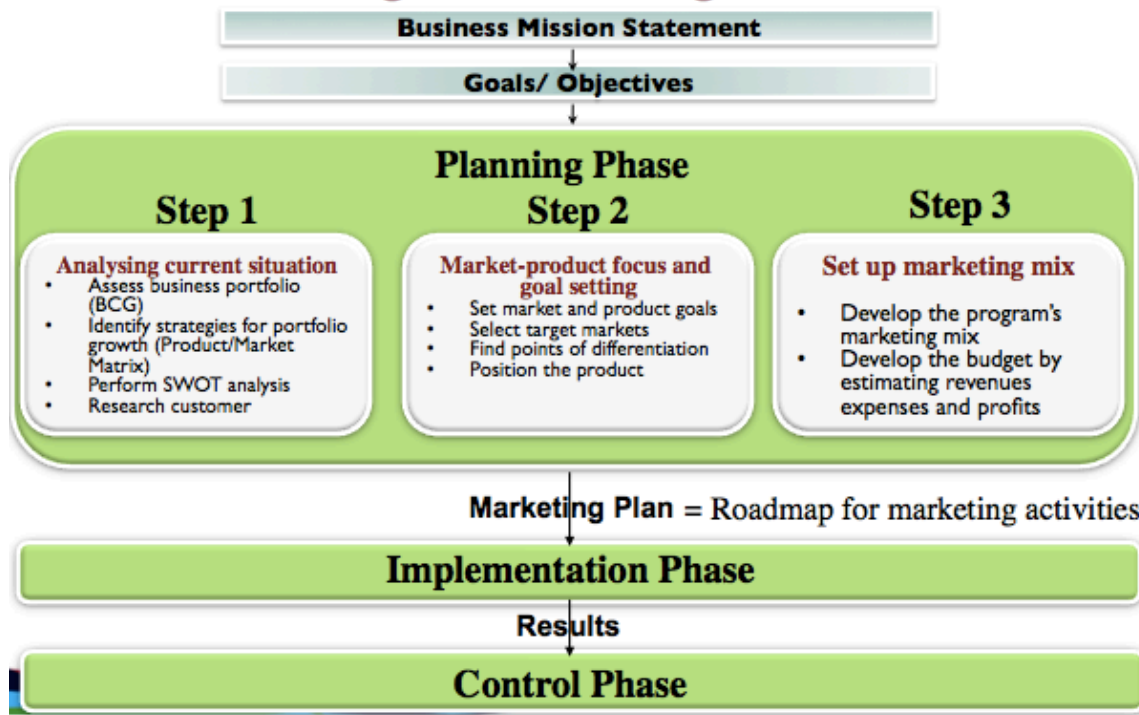 Business Mission Statement
Goals/ Objectives
Planning Phase
Step 1
Analysing current situation
• Assess business portfolio
(BCG)
• Identify strategies for portfolio
growth (Product/Market
Matrix)
• Perform SWOT analysis
• Research customer
Step 2
Market-product focus and
goal setting
• Set market and product goals
• Select target markets
• Find points of differentiation
• Position the product
Step 3
Set up marketing mix
• Develop the program's
marketing mix
• Develop the budget by
estimating revenues
expenses and profits
Marketing Plan = Roadmap for marketing activities
Implementation Phase
Results
Control Phase